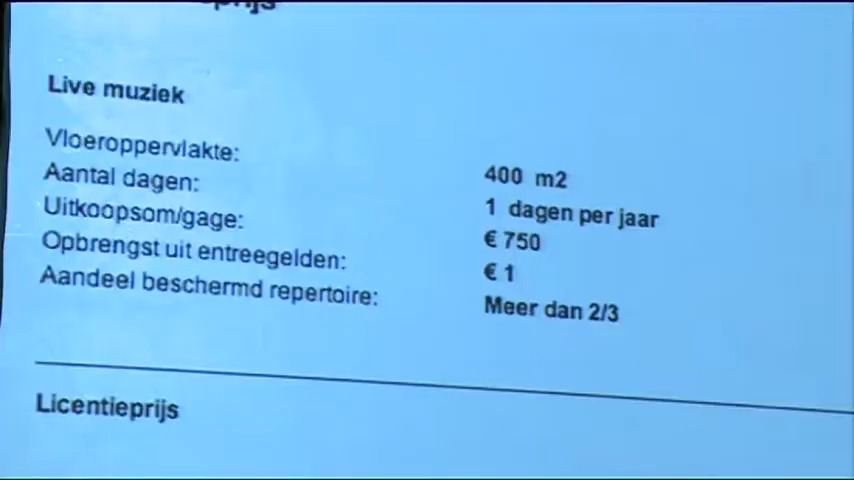 Live muziek
Vloeroppervlakte: 400 m2
Aantal dagen: 1 dagen per jaar
Uitkoopsom/gage: € 750
Opbrengst uit entreegelden: € 1
Aandeel beschermd repertoire: Meer dan 2/3
Licentieprijs